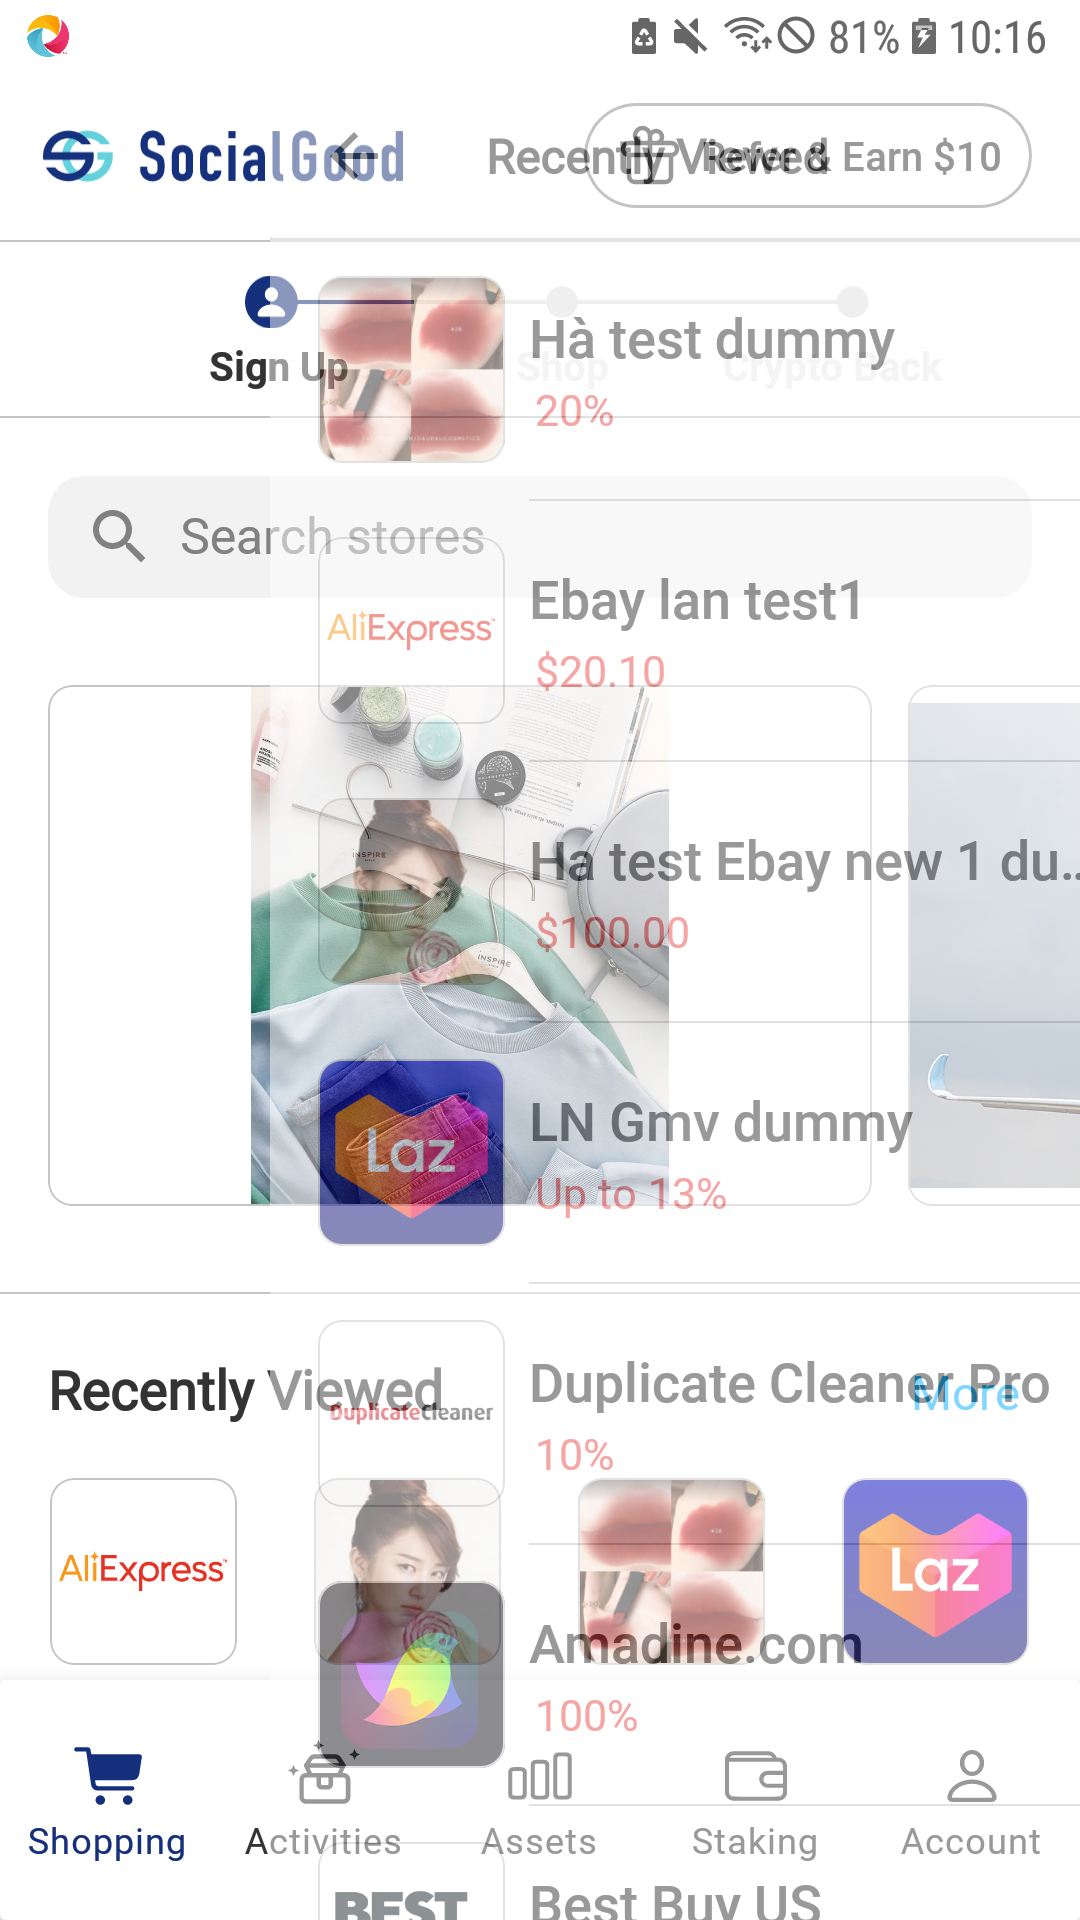 81% 10:16
SocialGood
Recently Viewed
Refer & Earn $10
Sign Up
Shop
Crypto Back
Hà test dummy
20%
Search stores
AliExpress
Ebay lan test1
$20.10
INSPIRE
Ha test Ebay new 1 du...
$100.00
INSPIRE
Laz
LN Gmv dummy
Up to 13%
Recently Viewed
More
DuplicateCleaner
Duplicate Cleaner Pro
10%
AliExpress
Laz
Amadine.com
100%
Shopping
Activities
Assets
Staking
Account
BEST
Best Buy US